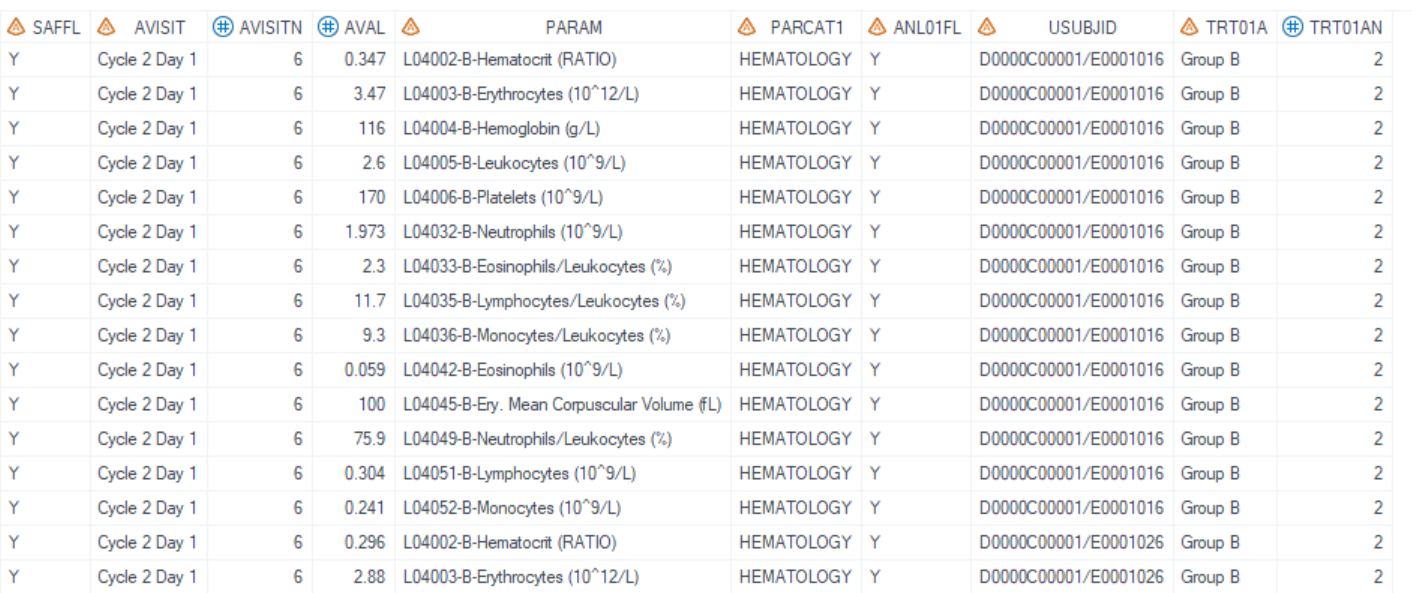 SAFFL AVISIT AVISITN AVAL PARAM PARCAT1 ANL01FL USUBJID TRT01A TRT01AN
Y Cycle 2 Day 1 6 0.347 L04002-B-Hematocrit (RATIO) HEMATOLOGY Y D0000C00001/E0001016 Group B 2
Y Cycle 2 Day 1 6 3.47 L04003-B-Erythrocytes (10^12/L) HEMATOLOGY Y D0000C00001/E0001016 Group B 2
Y Cycle 2 Day 1 6 116 L04004-B-Hemoglobin (g/L) HEMATOLOGY Y D0000C00001/E0001016 Group B 2
Y Cycle 2 Day 1 6 2.6 L04005-B-Leukocytes (10^9/L) HEMATOLOGY Y D0000C00001/E0001016 Group B 2
Y Cycle 2 Day 1 6 170 L04006-B-Platelets (10^9/L) HEMATOLOGY Y D0000C00001/E0001016 Group B 2
Y Cycle 2 Day 1 6 1.973 L04032-B-Neutrophils (10^9/L) HEMATOLOGY Y D0000C00001/E0001016 Group B 2
Y Cycle 2 Day 1 6 2.3 L04033-B-Eosinophils/Leukocytes (%) HEMATOLOGY Y D0000C00001/E0001016 Group B 2
Y Cycle 2 Day 1 6 11.7 L04035-B-Lymphocytes/Leukocytes (%) HEMATOLOGY Y D0000C00001/E0001016 Group B 2
Y Cycle 2 Day 1 6 9.3 L04036-B-Monocytes/Leukocytes (%) HEMATOLOGY Y D0000C00001/E0001016 Group B 2
Y Cycle 2 Day 1 6 0.059 L04042-B-Eosinophils (10^9/L) HEMATOLOGY Y D0000C00001/E0001016 Group B 2
Y Cycle 2 Day 1 6 100 L04045-B-Ery. Mean Corpuscular Volume (fL) HEMATOLOGY Y D0000C00001/E0001016 Group B 2
Y Cycle 2 Day 1 6 75.9 L04049-B-Neutrophils/Leukocytes (%) HEMATOLOGY Y D0000C00001/E0001016 Group B 2
Y Cycle 2 Day 1 6 0.304 L04051-B-Lymphocytes (10^9/L) HEMATOLOGY Y D0000C00001/E0001016 Group B 2
Y Cycle 2 Day 1 6 0.241 L04052-B-Monocytes (10^9/L) HEMATOLOGY Y D0000C00001/E0001016 Group B 2
Y Cycle 2 Day 1 6 0.296 L04002-B-Hematocrit (RATIO) HEMATOLOGY Y D0000C00001/E0001026 Group B 2
Y Cycle 2 Day 1 6 2.88 L04003-B-Erythrocytes (10^12/L) HEMATOLOGY Y D0000C00001/E0001026 Group B 2